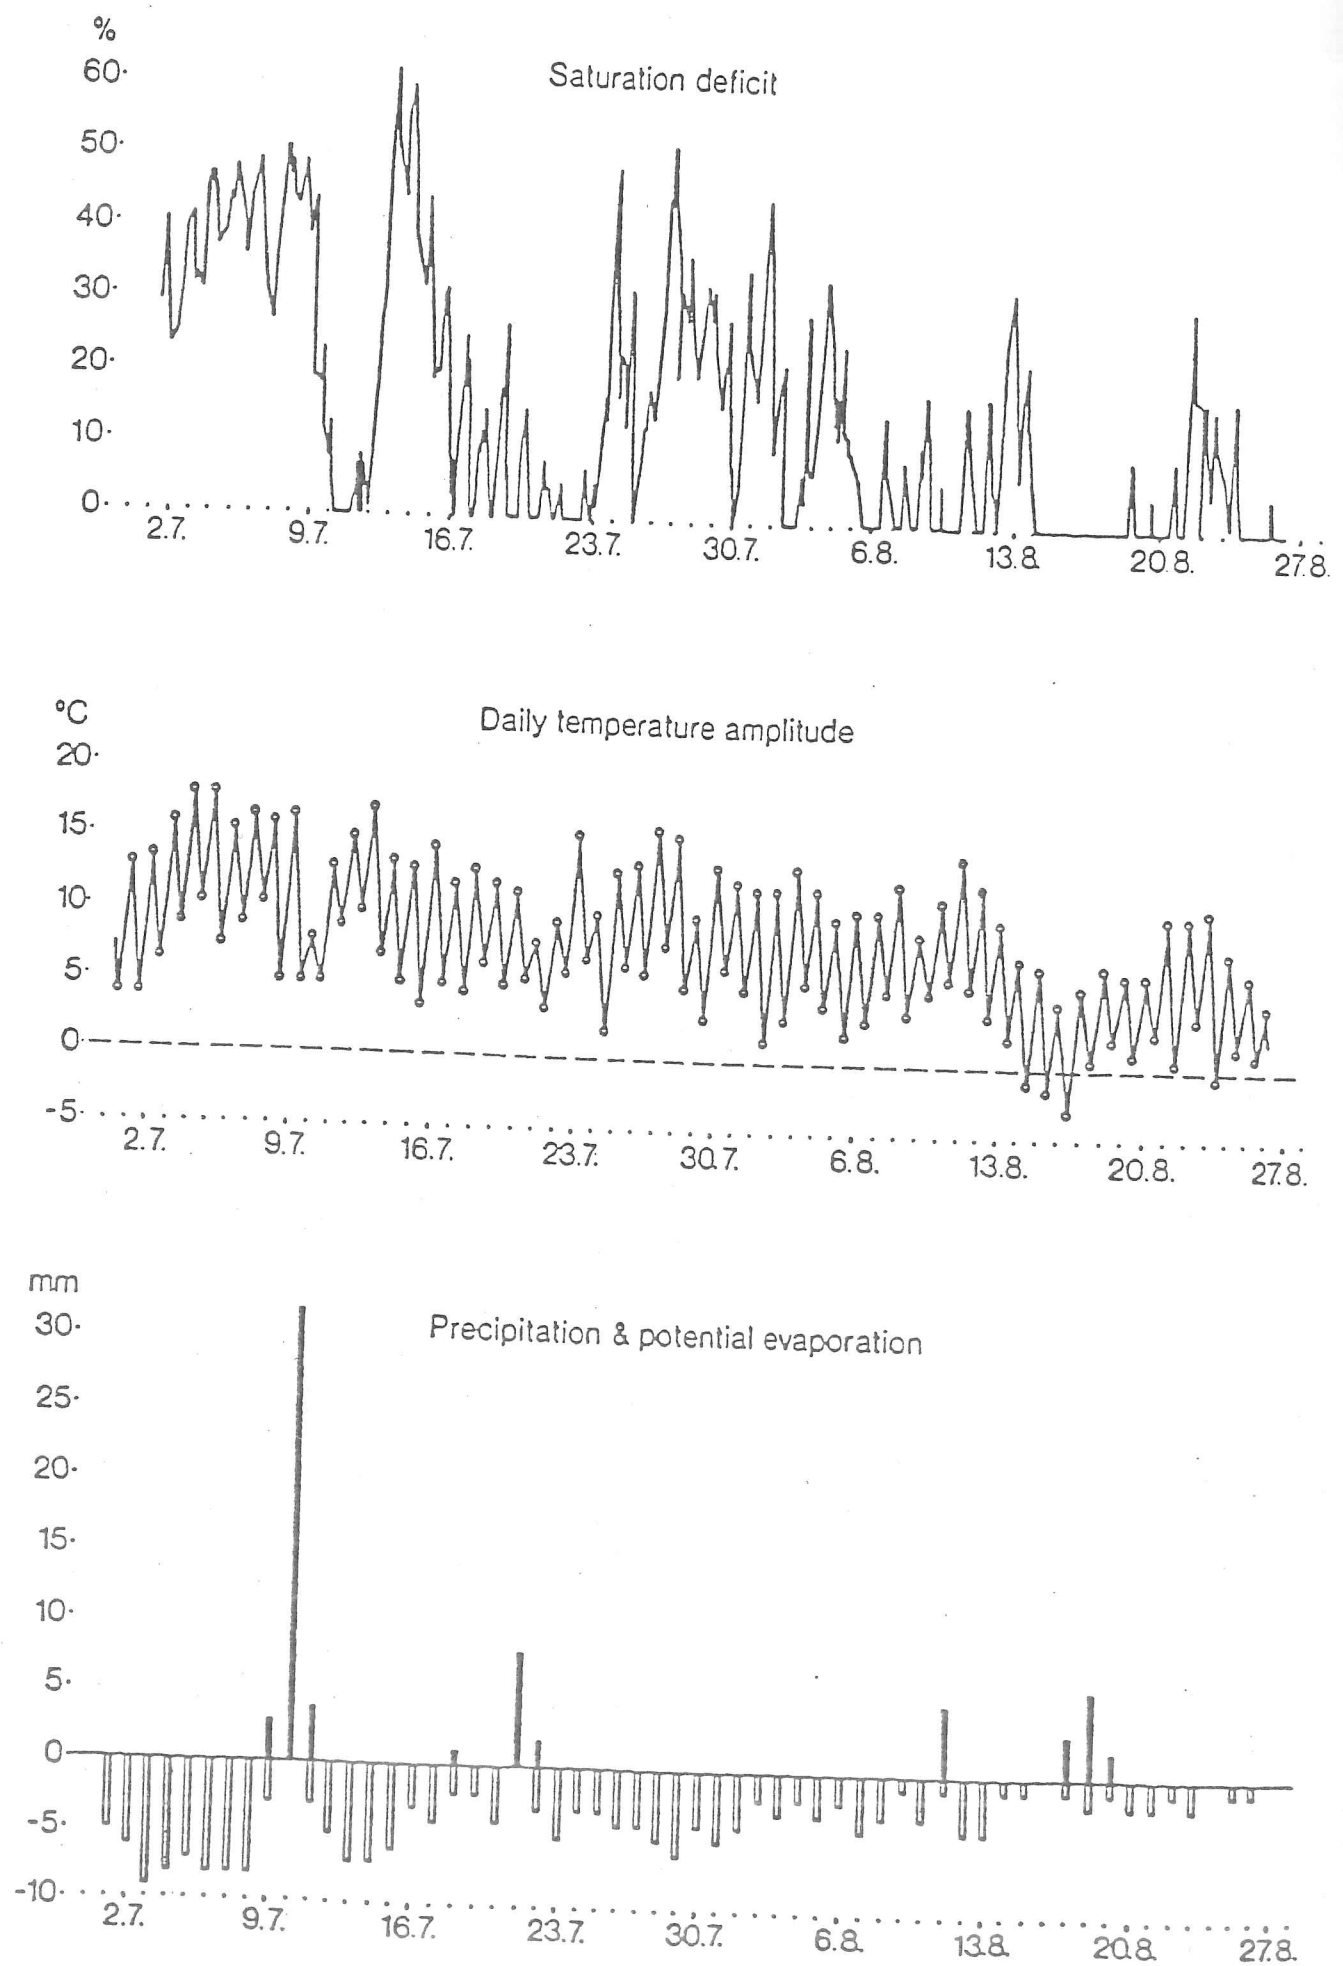 %
60
Saturation deficit
50
40
30
20
10
0
2.7. 9.7. 16.7. 23.7. 30.7. 6.8. 13.8 20.8. 27.8.
°C
Daily temperature amplitude
20
15
10
5
0
-5
2.7. 9.7. 16.7. 23.7. 30.7. 6.8. 13.8. 20.8. 27.8.
mm
30
Precipitation & potential evaporation
25
20
15
10
5
0
-5
-10
2.7. 9.7. 16.7. 23.7. 30.7. 6.8. 13.8. 20.8. 27.8.